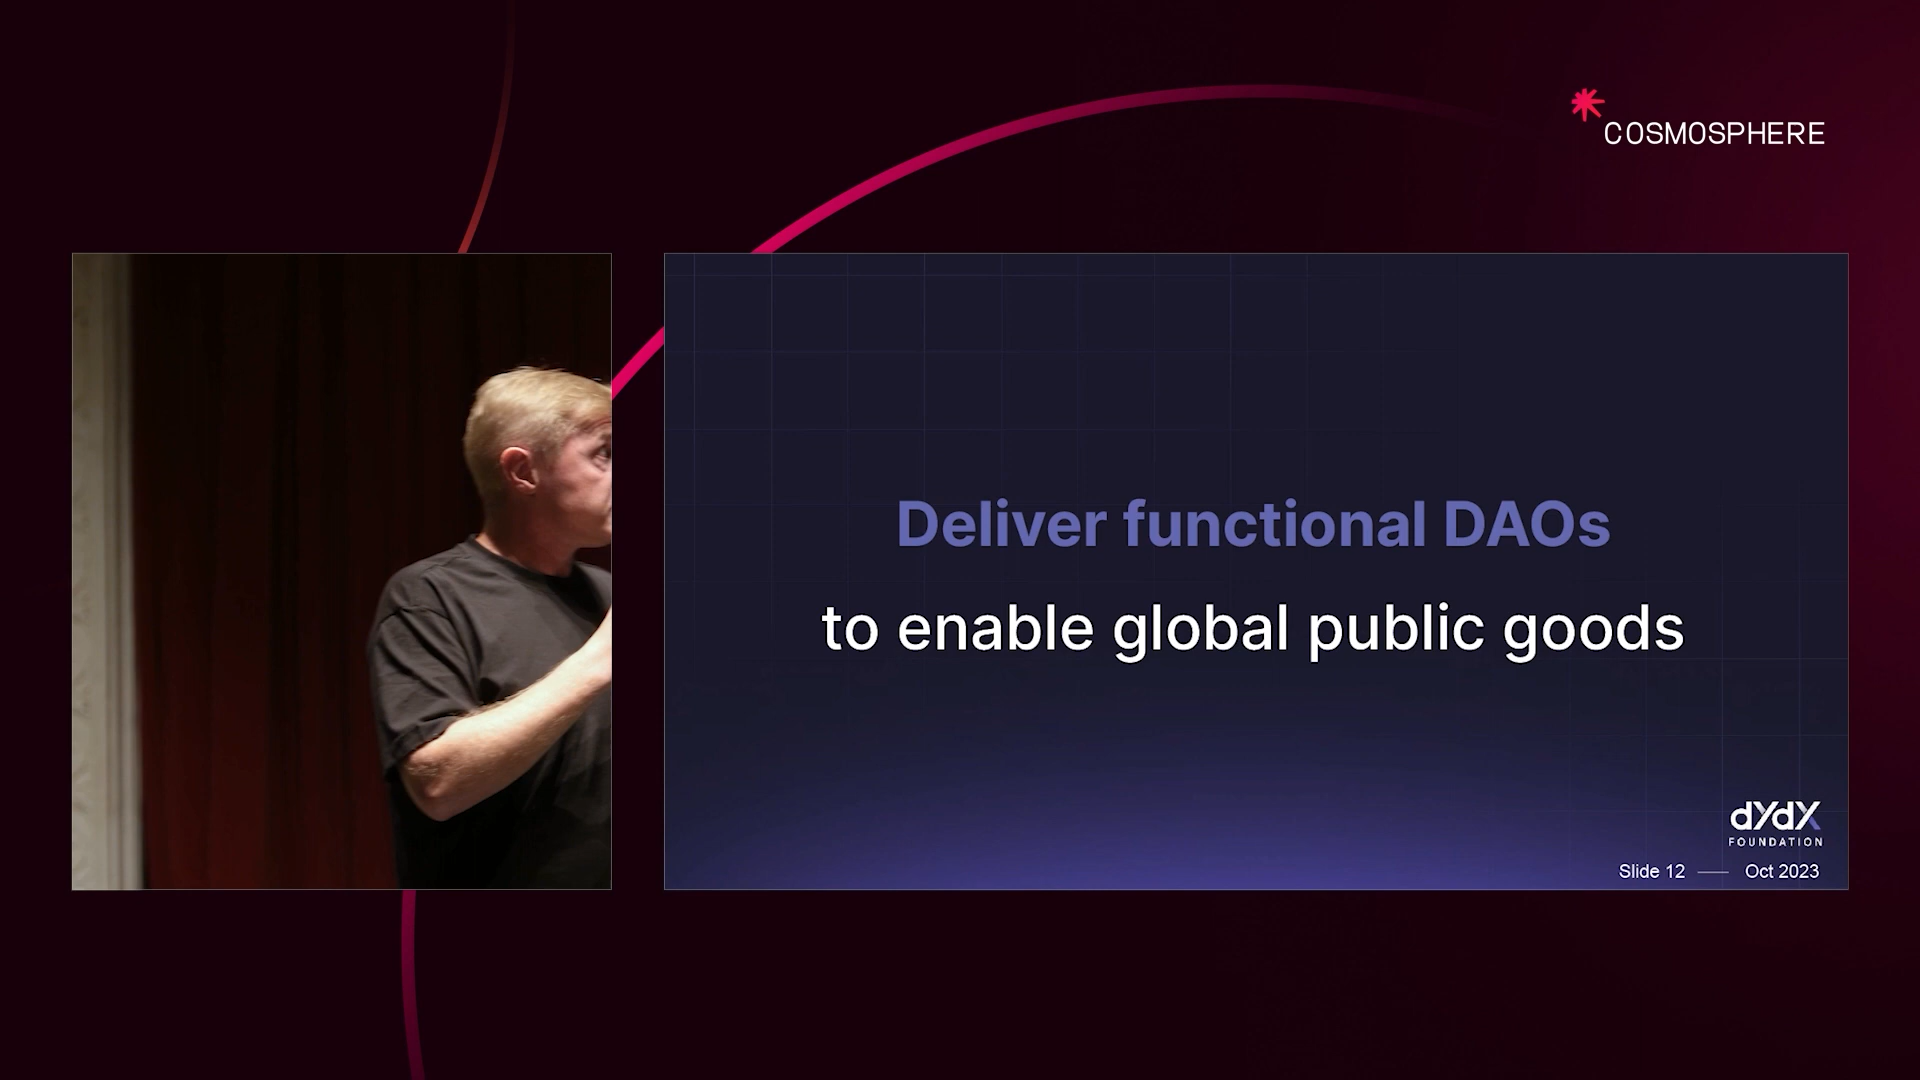 COSMOSPHERE
Deliver functional DAOs
to enable global public goods
dYdX
FOUNDATION
Slide 12 — Oct 2023